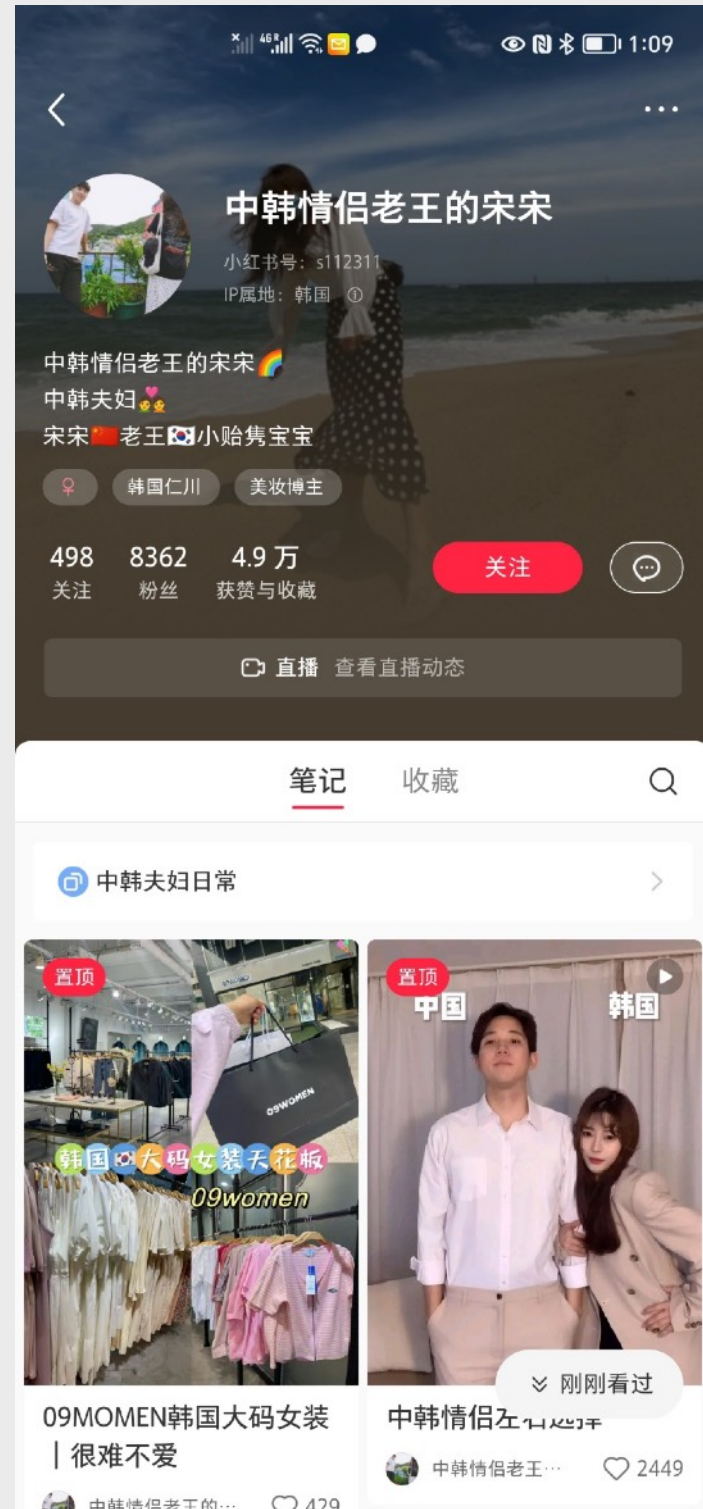 46R
1:09
中韩情侣老王的宋宋
小红书号：s112311
IP属地：韩国
中韩情侣老王的宋宋🌈
中韩夫妇💑
宋宋🇨🇳老王🇰🇷小贻隽宝宝
♀ 韩国仁川 美妆博主
498 8362 4.9 万
关注 粉丝 获赞与收藏
关注
直播 查看直播动态
笔记 收藏
中韩夫妇日常
置顶
09WOMEN
韩国🇰🇷大码女装天花板
09women
09MOMEN韩国大码女装
｜很难不爱
中韩情侣老王的… 429
置顶
中国 韩国
刚刚看过
中韩情侣左右选择
中韩情侣老王… 2449